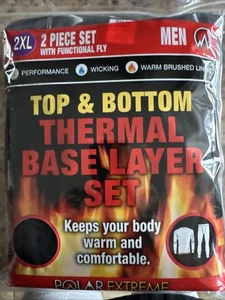 2XL
2 PIECE SET
WITH FUNCTIONAL FLY
MEN
PERFORMANCE
WICKING
WARM BRUSHED
TOP & BOTTOM
THERMAL
BASE LAYER
SET
Keeps your body
warm and
comfortable.
POLAR EXTREME